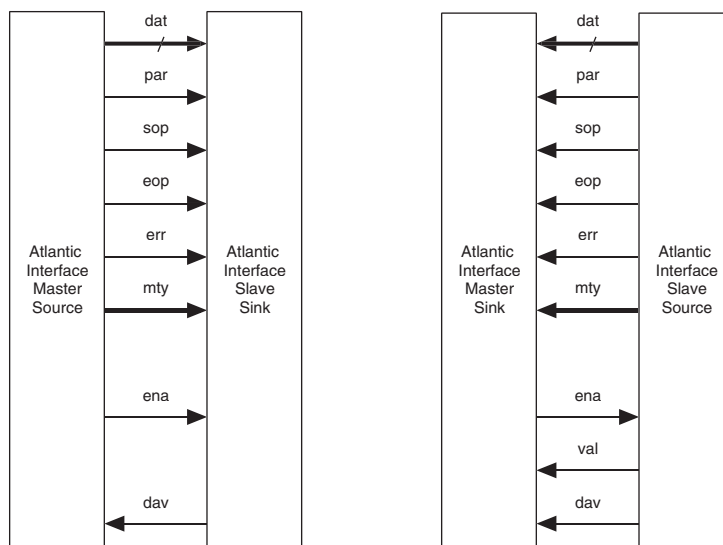 dat
par
sop
eop
err
mty
ena
dav
Atlantic
Interface
Master
Source
Atlantic
Interface
Slave
Sink
dat
par
sop
eop
err
mty
ena
val
dav
Atlantic
Interface
Master
Sink
Atlantic
Interface
Slave
Source